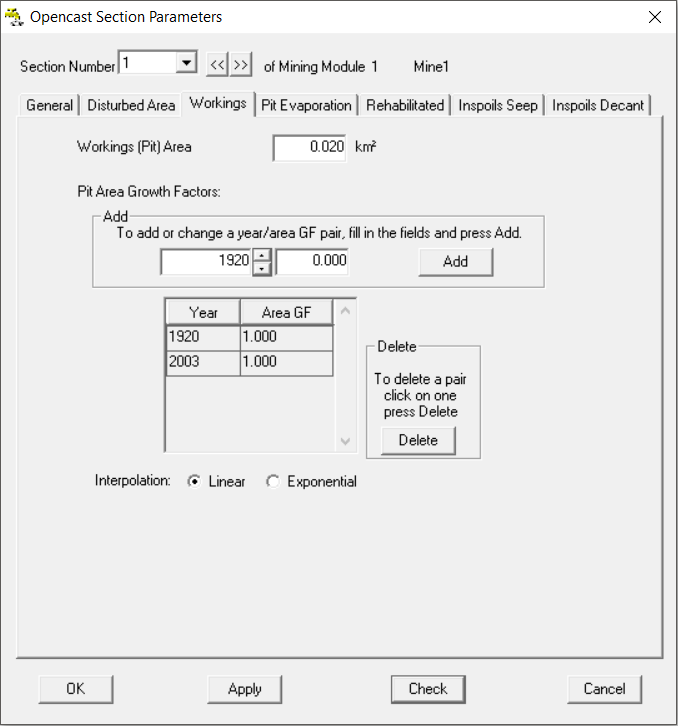 Opencast Section Parameters
Section Number 1 << >> of Mining Module 1 Mine1
General Disturbed Area Workings Pit Evaporation Rehabilitated Inspoils Seep Inspoils Decant
Workings (Pit) Area 0.020 km²
Pit Area Growth Factors:
Add
To add or change a year/area GF pair, fill in the fields and press Add.
1920 0.000 Add
Year Area GF
1920 1.000
2003 1.000
Delete
To delete a pair
click on one
press Delete
Delete
Interpolation: Linear Exponential
OK Apply Check Cancel